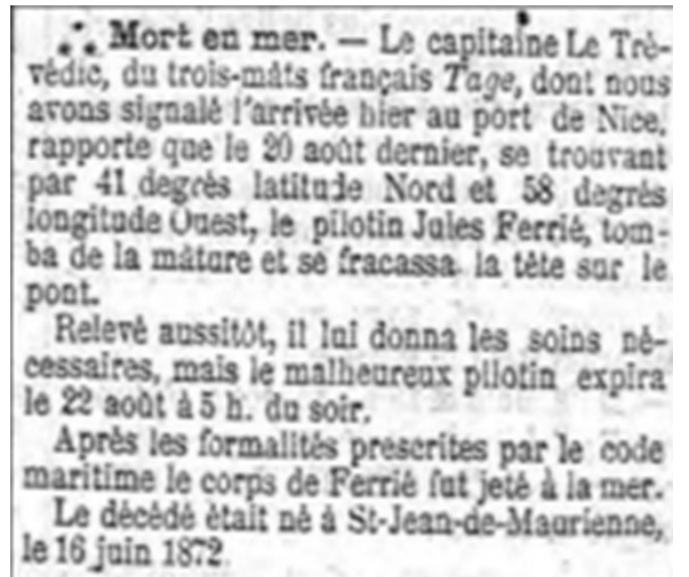 ⁂ Mort en mer. — Le capitaine Le Trè-
védic, du trois-mâts français Tage, dont nous
avons signalé l'arrivée hier au port de Nice,
rapporte que le 20 août dernier, se trouvant
par 41 degrés latitude Nord et 58 degrés
longitude Ouest, le pilotin Jules Ferrié, tom-
ba de la mâture et se fracassa la tête sur le
pont.
Relevé aussitôt, il lui donna les soins né-
cessaires, mais le malheureux pilotin expira
le 22 août à 5 h. du soir.
Après les formalités prescrites par le code
maritime le corps de Ferrié fut jeté à la mer.
Le décédé était né à St-Jean-de-Maurienne,
le 16 juin 1872.